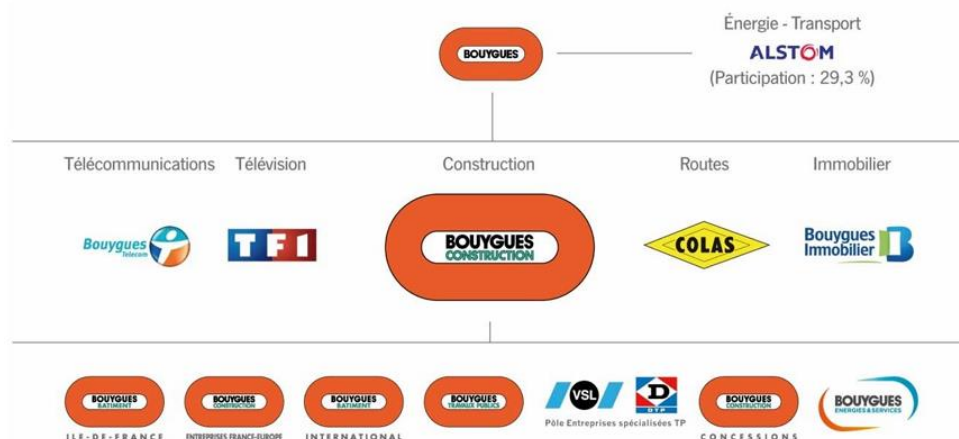 Énergie - Transport
BOUYGUES
ALSTOM
(Participation : 29,3 %)
Télécommunications
Télévision
Construction
Routes
Immobilier
Bouygues
Telecom
TF1
BOUYGUES
CONSTRUCTION
COLAS
Bouygues
Immobilier
BOUYGUES
BATIMENT
ILE-DE-FRANCE
BOUYGUES
CONSTRUCTION
ENTREPRISES FRANCE-EUROPE
BOUYGUES
BATIMENT
INTERNATIONAL
BOUYGUES
TRAVAUX PUBLICS
VSL
D
DTP
Pôle Entreprises spécialisées TP
BOUYGUES
CONSTRUCTION
CONCESSIONS
BOUYGUES
ENERGIES & SERVICES